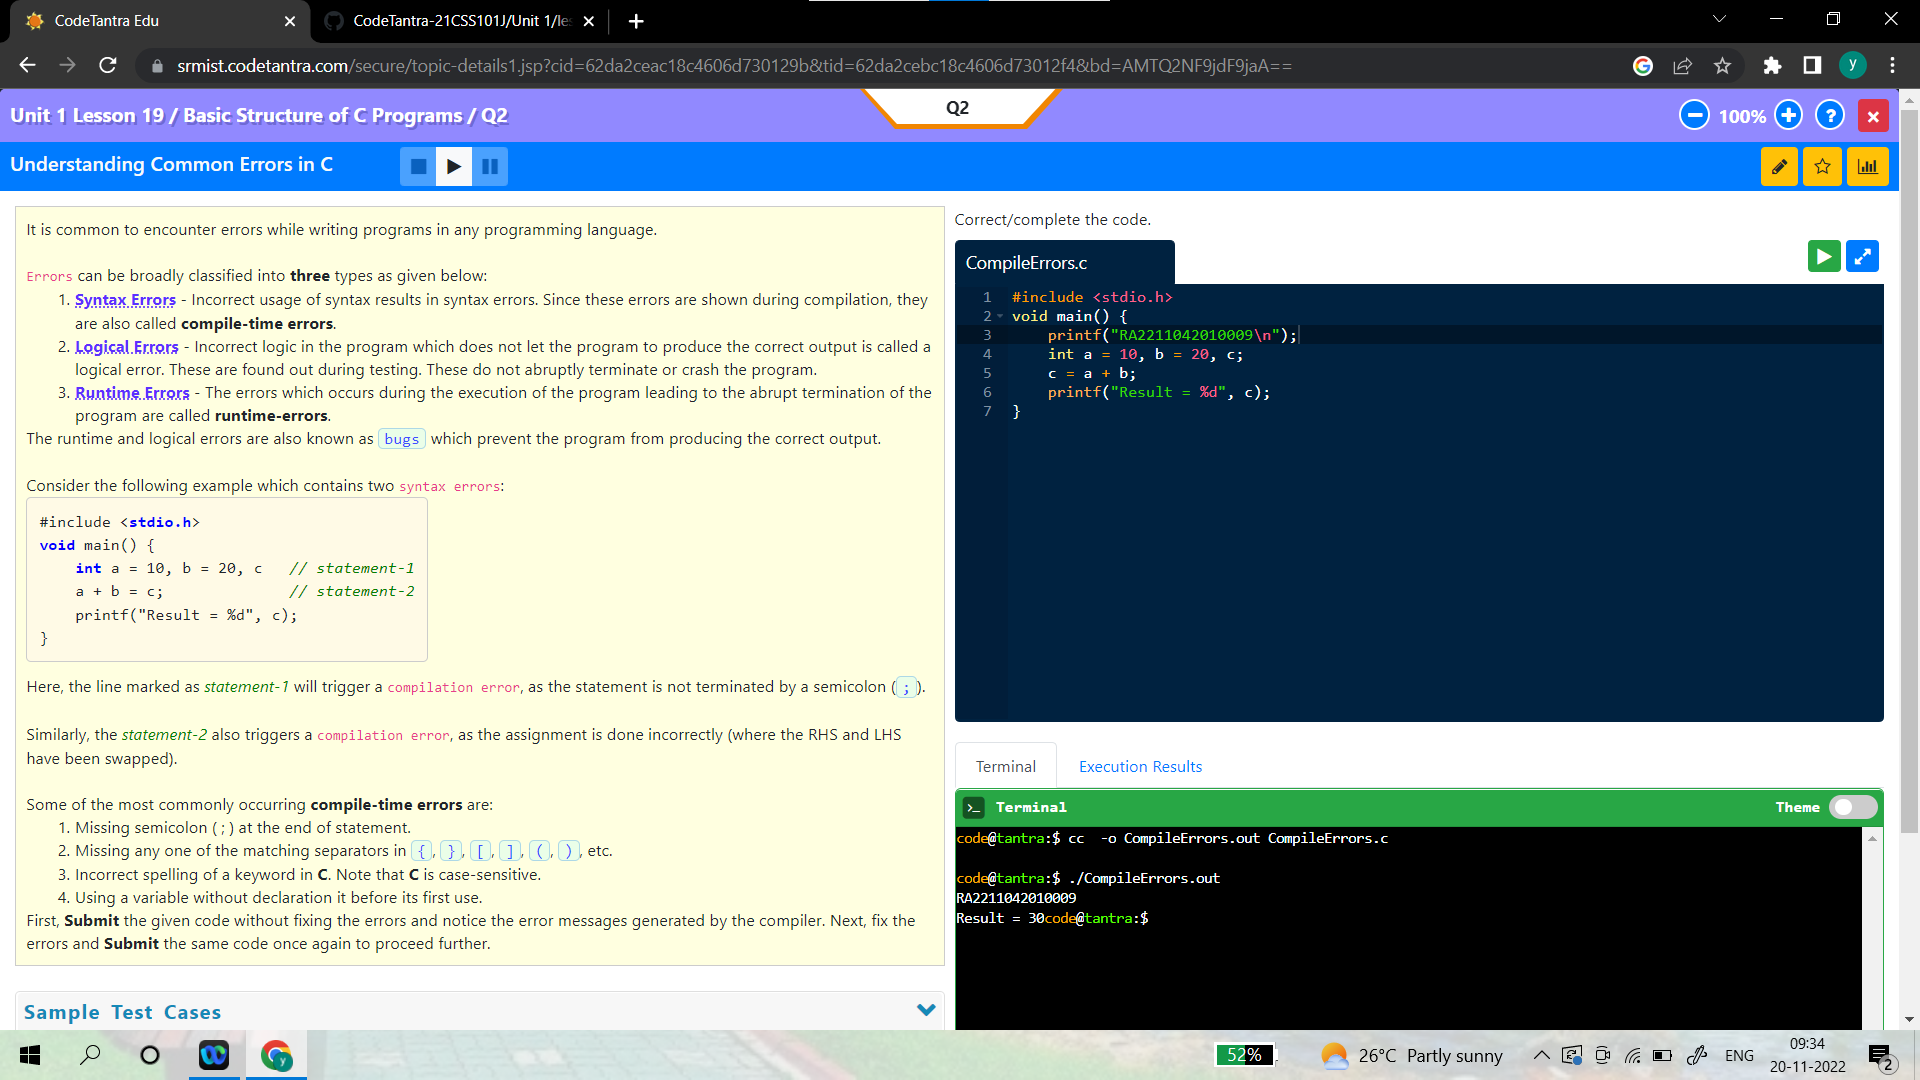 CodeTantra Edu
CodeTantra-21CSS101J/Unit 1/le
srmist.codetantra.com/secure/topic-details1.jsp?cid=62da2ceac18c4606d730129b&tid=62da2cebc18c4606d73012f4&bd=AMTQ2NF9jdF9jaA==
y
Unit 1 Lesson 19 / Basic Structure of C Programs / Q2
Q2
100%
?
Understanding Common Errors in C
It is common to encounter errors while writing programs in any programming language.
Errors can be broadly classified into three types as given below:
1. Syntax Errors - Incorrect usage of syntax results in syntax errors. Since these errors are shown during compilation, they
are also called compile-time errors.
2. Logical Errors - Incorrect logic in the program which does not let the program to produce the correct output is called a
logical error. These are found out during testing. These do not abruptly terminate or crash the program.
3. Runtime Errors - The errors which occurs during the execution of the program leading to the abrupt termination of the
program are called runtime-errors.
The runtime and logical errors are also known as bugs which prevent the program from producing the correct output.
Consider the following example which contains two syntax errors:
#include <stdio.h>
void main() {
    int a = 10, b = 20, c   // statement-1
    a + b = c;              // statement-2
    printf("Result = %d", c);
}
Here, the line marked as statement-1 will trigger a compilation error, as the statement is not terminated by a semicolon ( ; ).
Similarly, the statement-2 also triggers a compilation error, as the assignment is done incorrectly (where the RHS and LHS
have been swapped).
Some of the most commonly occurring compile-time errors are:
1. Missing semicolon (;) at the end of statement.
2. Missing any one of the matching separators in { , } , [ , ] , ( , ) , etc.
3. Incorrect spelling of a keyword in C. Note that C is case-sensitive.
4. Using a variable without declaration it before its first use.
First, Submit the given code without fixing the errors and notice the error messages generated by the compiler. Next, fix the
errors and Submit the same code once again to proceed further.
Sample Test Cases
Correct/complete the code.
CompileErrors.c
1 #include <stdio.h>
2 void main() {
3     printf("RA2211042010009\n");
4     int a = 10, b = 20, c;
5     c = a + b;
6     printf("Result = %d", c);
7 }
Terminal
Execution Results
Terminal
Theme
code@tantra:$ cc  -o CompileErrors.out CompileErrors.c
code@tantra:$ ./CompileErrors.out
RA2211042010009
Result = 30code@tantra:$
52%
26°C Partly sunny
ENG
09:34
20-11-2022
2